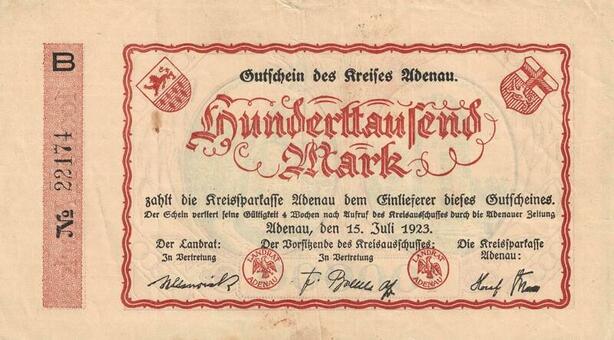 B
№ 22174
Gutschein des Kreises Adenau.
Hunderttausend
Mark
zahlt die Kreissparkasse Adenau dem Einlieferer dieses Gutscheines.
Der Schein verliert seine Gültigkeit 4 Wochen nach Aufruf des Kreisausschusses durch die Adenauer Zeitung
Adenau, den 15. Juli 1923.
Der Landrat: Der Vorsitzende des Kreisausschusses: Die Kreissparkasse
In Vertretung In Vertretung Adenau:
LANDRAT ADENAU LANDRAT ADENAU